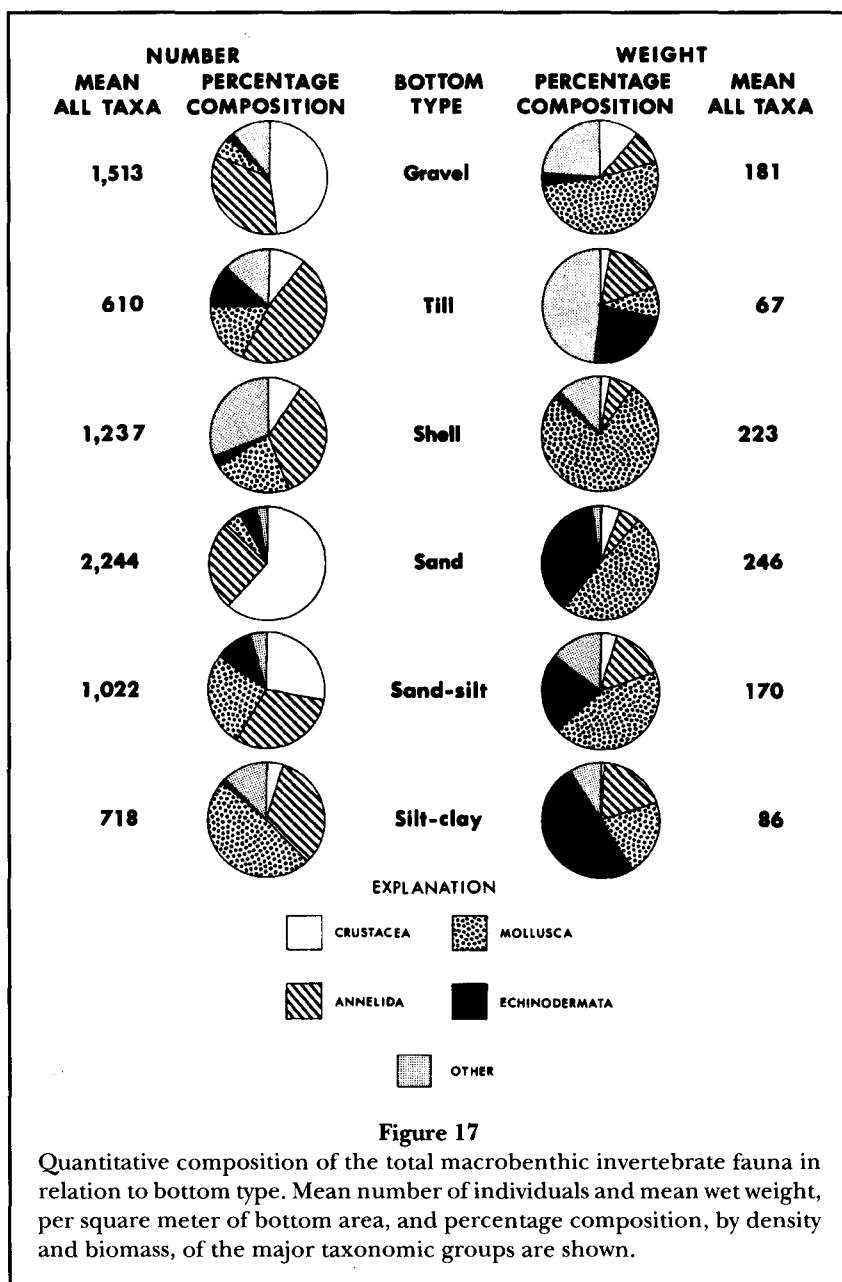 NUMBER WEIGHT
MEAN PERCENTAGE BOTTOM PERCENTAGE MEAN
ALL TAXA COMPOSITION TYPE COMPOSITION ALL TAXA
1,513 Gravel 181
610 Till 67
1,237 Shell 223
2,244 Sand 246
1,022 Sand-silt 170
718 Silt-clay 86
EXPLANATION
CRUSTACEA MOLLUSCA
ANNELIDA ECHINODERMATA
OTHER
Figure 17
Quantitative composition of the total macrobenthic invertebrate fauna in
relation to bottom type. Mean number of individuals and mean wet weight,
per square meter of bottom area, and percentage composition, by density
and biomass, of the major taxonomic groups are shown.